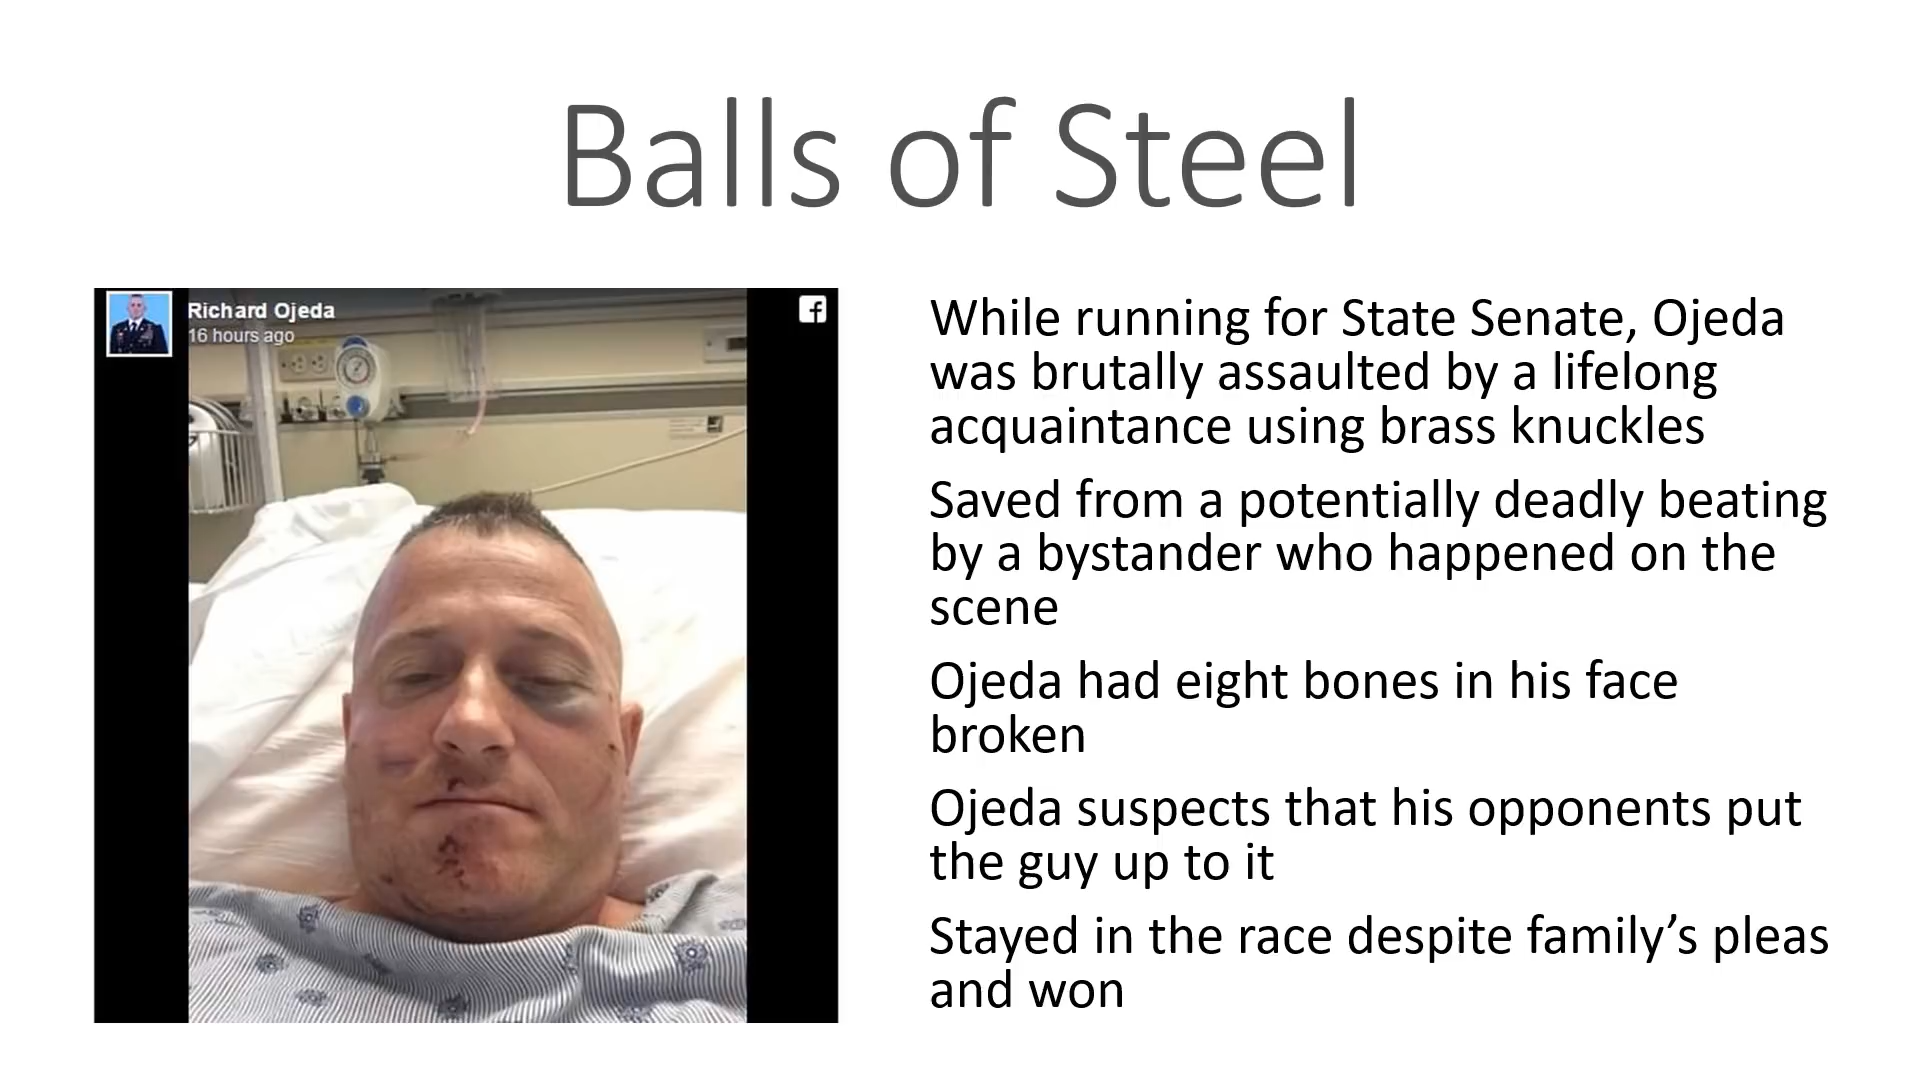 Balls of Steel
Richard Ojeda
16 hours ago
While running for State Senate, Ojeda
was brutally assaulted by a lifelong
acquaintance using brass knuckles
Saved from a potentially deadly beating
by a bystander who happened on the
scene
Ojeda had eight bones in his face
broken
Ojeda suspects that his opponents put
the guy up to it
Stayed in the race despite family’s pleas
and won